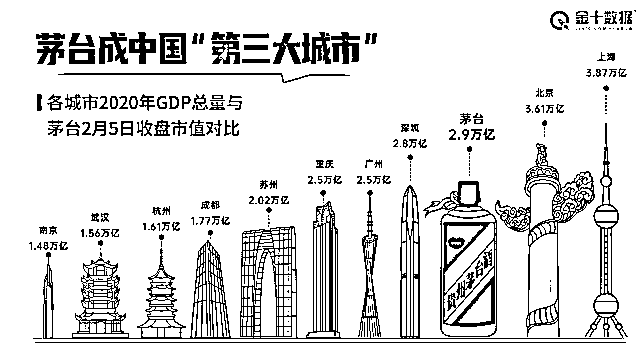 金十数据
茅台成中国“第三大城市”
各城市2020年GDP总量与
茅台2月5日收盘市值对比
上海
3.87万亿
北京
3.61万亿
茅台
2.9万亿
深圳
2.8万亿
广州
2.5万亿
重庆
2.5万亿
苏州
2.02万亿
成都
1.77万亿
杭州
1.61万亿
武汉
1.56万亿
南京
1.48万亿
贵州茅台酒